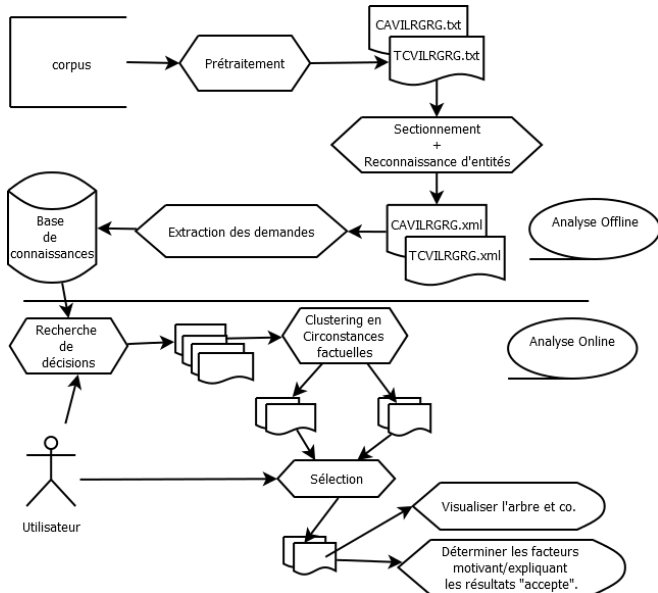 CAVILRGRG.txt
corpus
Prétraitement
TCVILRGRG.txt
Sectionnement
+
Reconnaissance d'entités
Base
de
connaissances
Extraction des demandes
CAVILRGRG.xml
TCVILRGRG.xml
Analyse Offline
Recherche
de
décisions
Clustering en
Circonstances
factuelles
Analyse Online
Utilisateur
Sélection
Visualiser l'arbre et co.
Déterminer les facteurs
motivant/expliquant
les résultats "accepte".